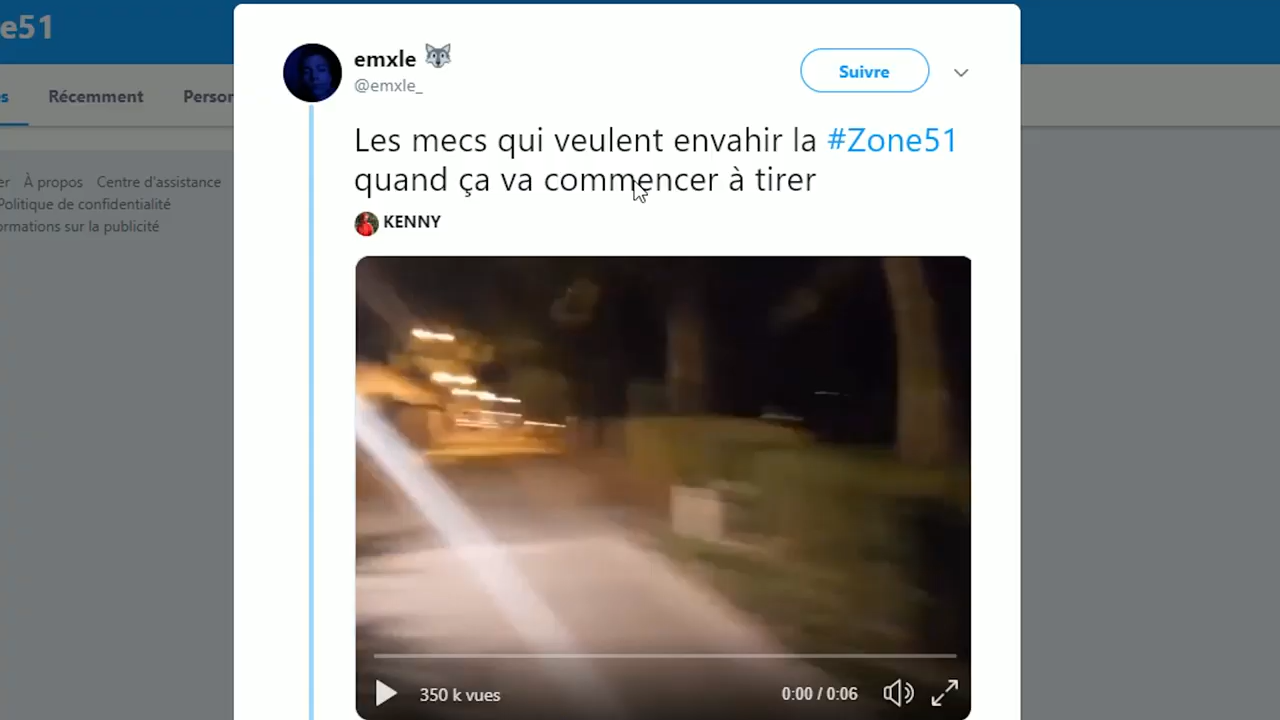 e51
emxle
@emxle_
Suivre
s Récemment Person
Les mecs qui veulent envahir la #Zone51
quand ça va commencer à tirer
KENNY
er À propos Centre d'assistance
Politique de confidentialité
ormations sur la publicité
350 k vues
0:00 / 0:06